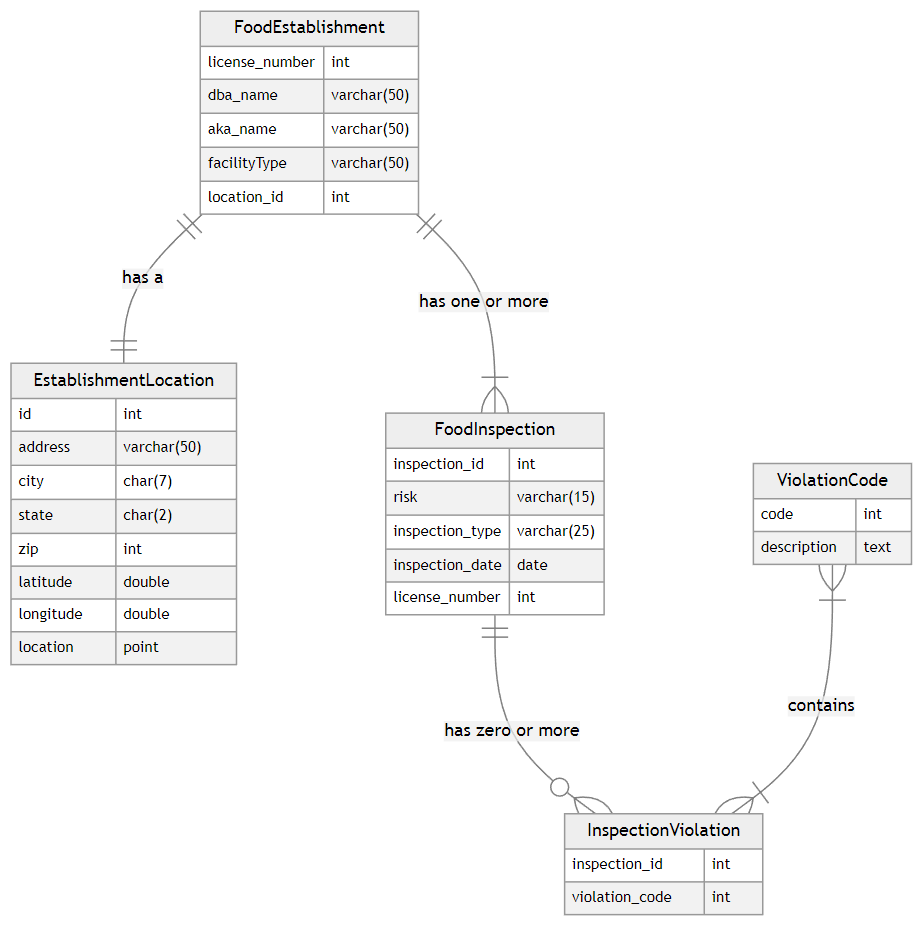 FoodEstablishment
license_number int
dba_name varchar(50)
aka_name varchar(50)
facilityType varchar(50)
location_id int
has a
has one or more
EstablishmentLocation
id int
address varchar(50)
city char(7)
state char(2)
zip int
latitude double
longitude double
location point
FoodInspection
inspection_id int
risk varchar(15)
inspection_type varchar(25)
inspection_date date
license_number int
ViolationCode
code int
description text
contains
has zero or more
InspectionViolation
inspection_id int
violation_code int